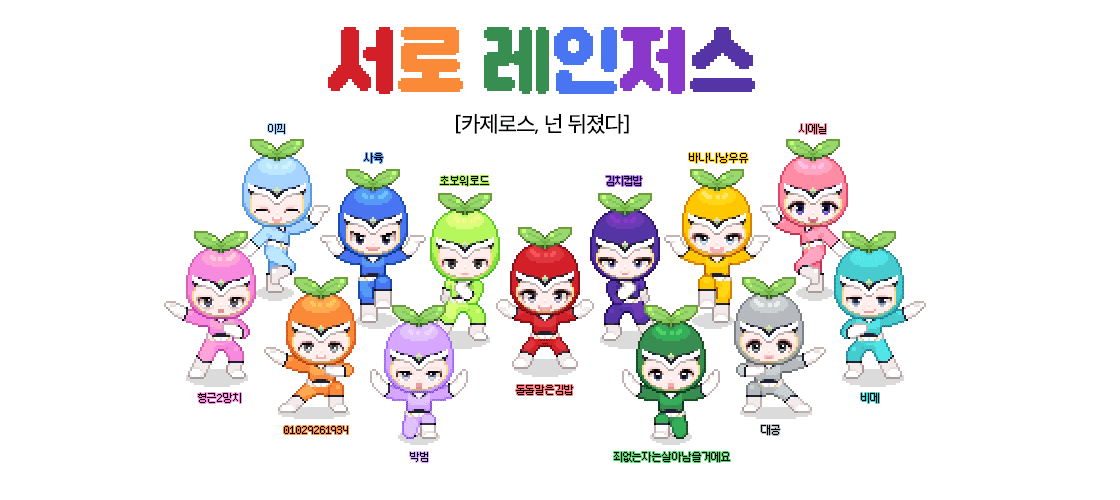 서로 레인저스
[카제로스, 넌 뒤졌다]
이끼
시에닐
사육
바나나낭우유
초보워로드
김치컵밥
돌돌말은김밥
형근2망치
비메
01029261934
대공
박범
죄없는자는살아남을거에요